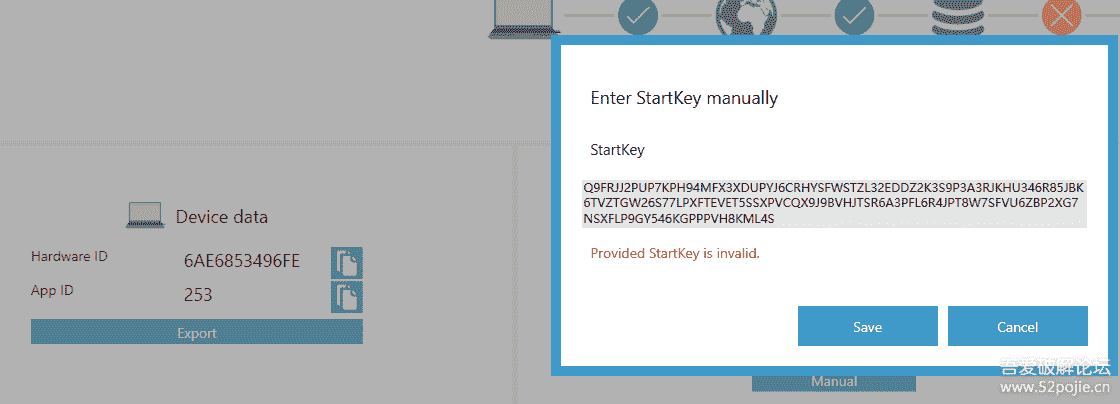 Enter StartKey manually
StartKey
Q9FRJJ2PUP7KPH94MFX3XDUPYJ6CRHYSFWSTZL32EDDZ2K3S9P3A3RJKHU346R85JBK
6TVZTGW26S77LPXFTEVET5SSXPVCQX9J9BVHJTSR6A3PFL6R4JPT8W7SFVU6ZBP2XG7
NSXFLP9GY546KGPPPVH8KML4S
Provided StartKey is invalid.
Save
Cancel
Device data
Hardware ID
6AE6853496FE
App ID
253
Export
Manual
吾爱破解论坛
www.52pojie.cn